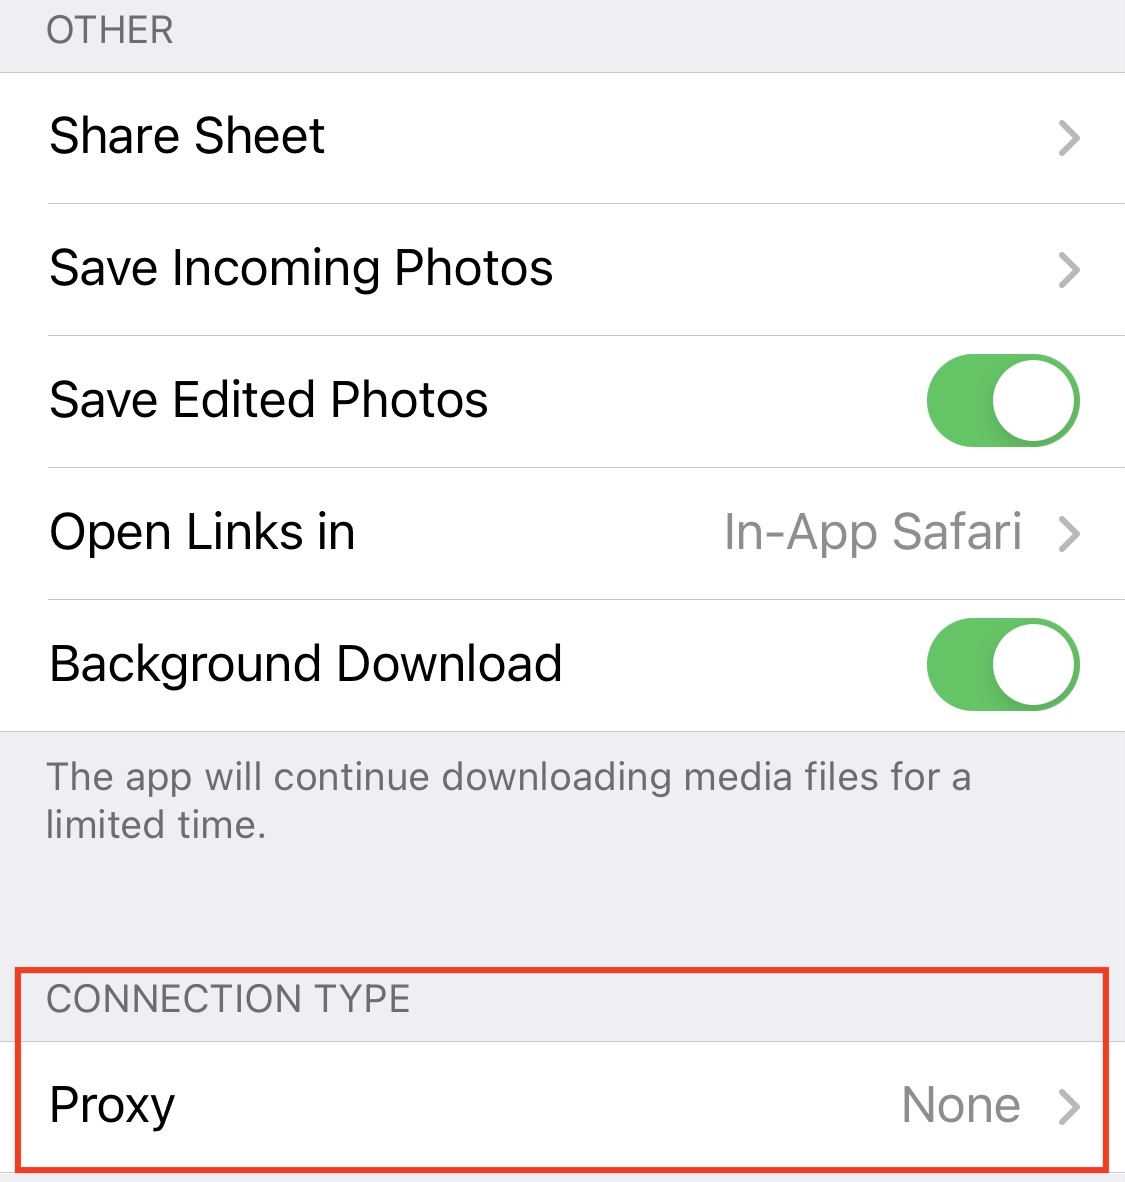 OTHER
Share Sheet
Save Incoming Photos
Save Edited Photos
Open Links in In-App Safari
Background Download
The app will continue downloading media files for a
limited time.
CONNECTION TYPE
Proxy None